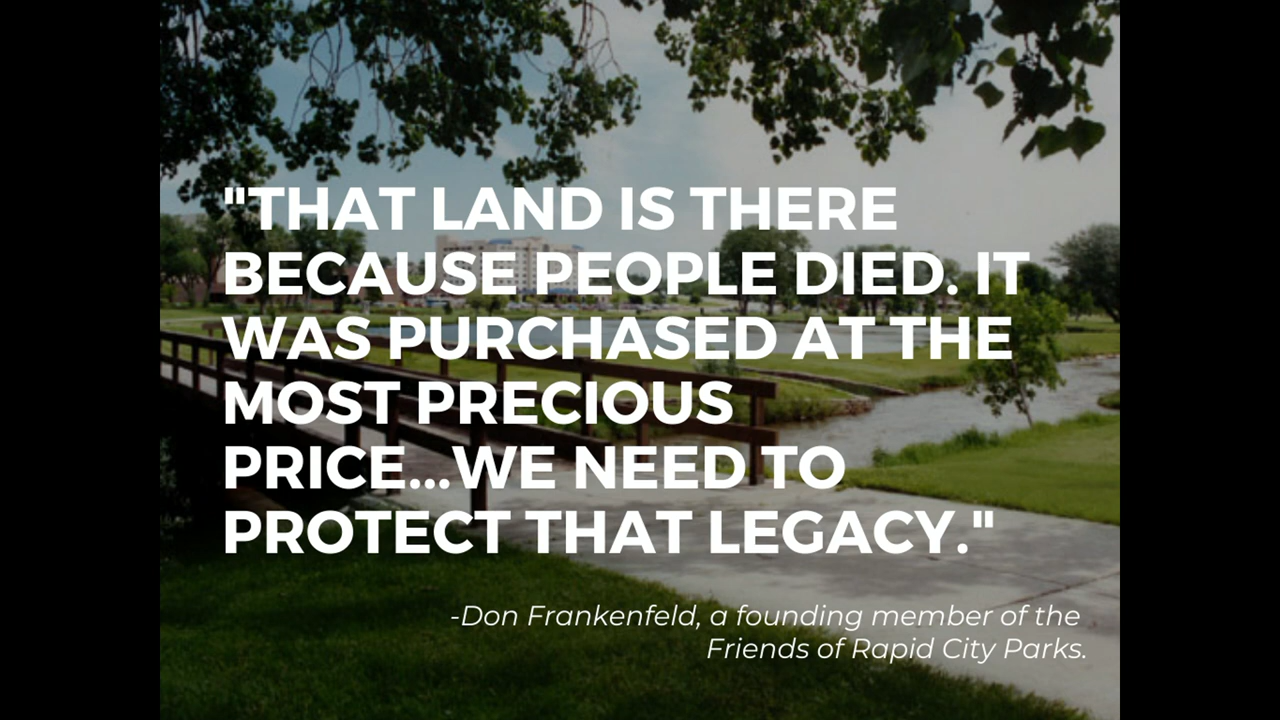 "THAT LAND IS THERE
BECAUSE PEOPLE DIED. IT
WAS PURCHASED AT THE
MOST PRECIOUS
PRICE...WE NEED TO
PROTECT THAT LEGACY."
-Don Frankenfeld, a founding member of the
Friends of Rapid City Parks.